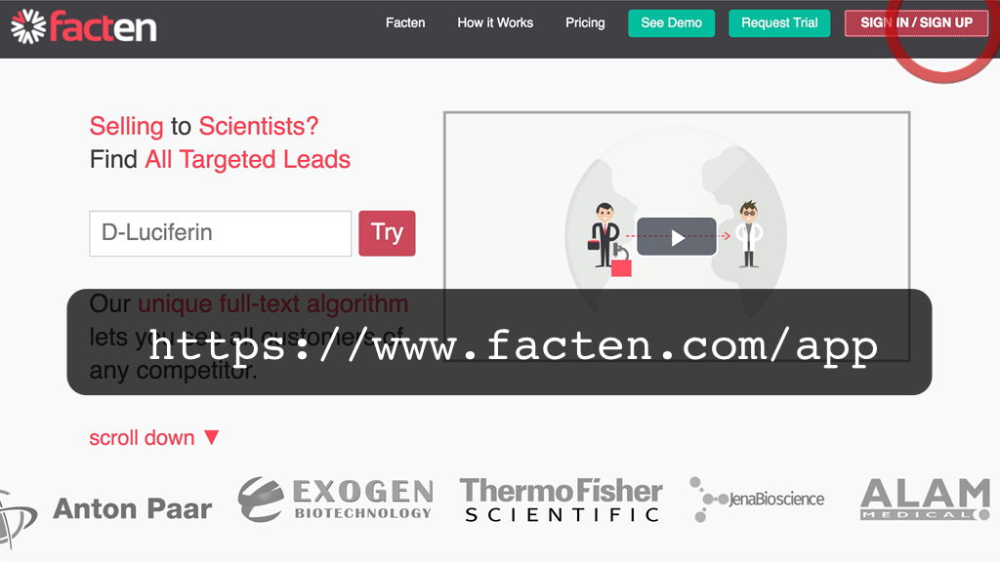 facten
Facten
How it Works
Pricing
See Demo
Request Trial
SIGN IN / SIGN UP
Selling to Scientists?
Find All Targeted Leads
D-Luciferin
Try
Our unique full-text algorithm
lets you see all customers of
any competitor.
https://www.facten.com/app
scroll down ▼
Anton Paar
EXOGEN
BIOTECHNOLOGY
ThermoFisher
SCIENTIFIC
JenaBioscience
ALAM
MEDICAL